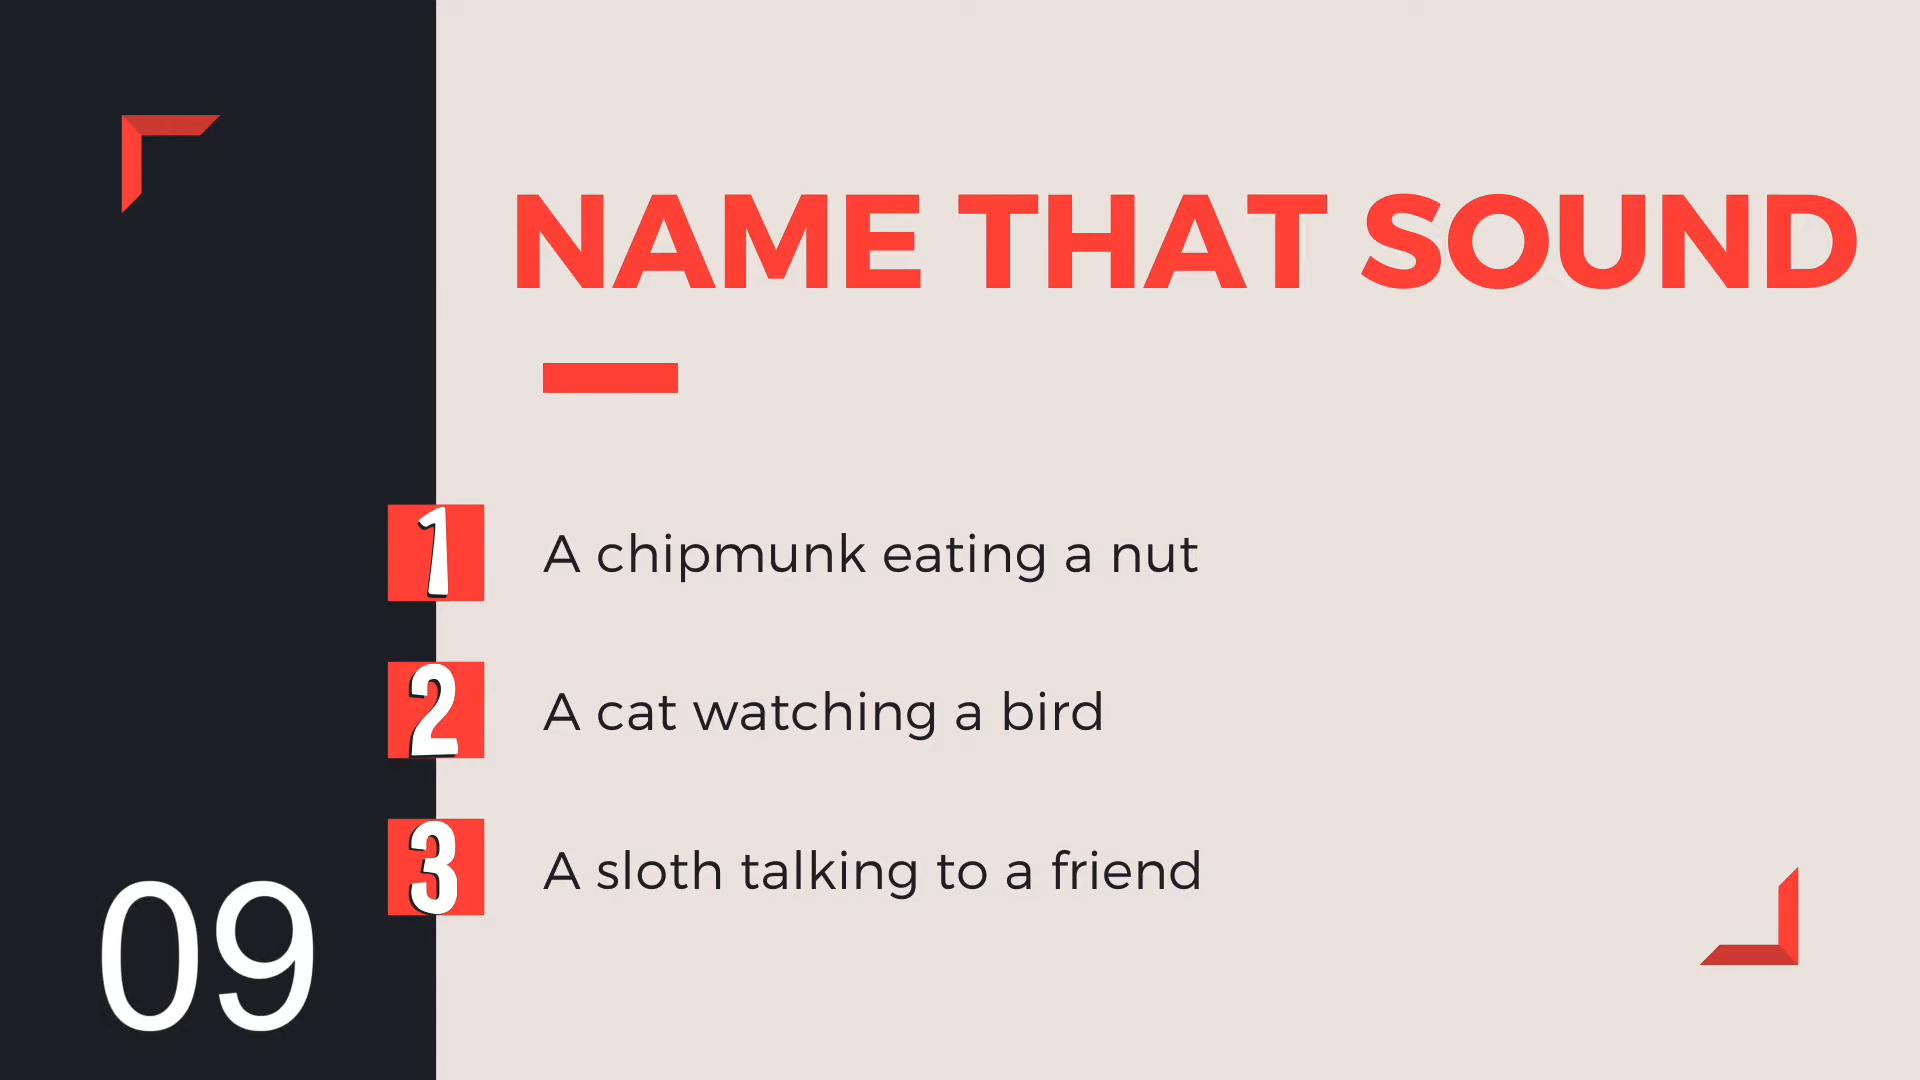 NAME THAT SOUND
1 A chipmunk eating a nut
2 A cat watching a bird
3 A sloth talking to a friend
09